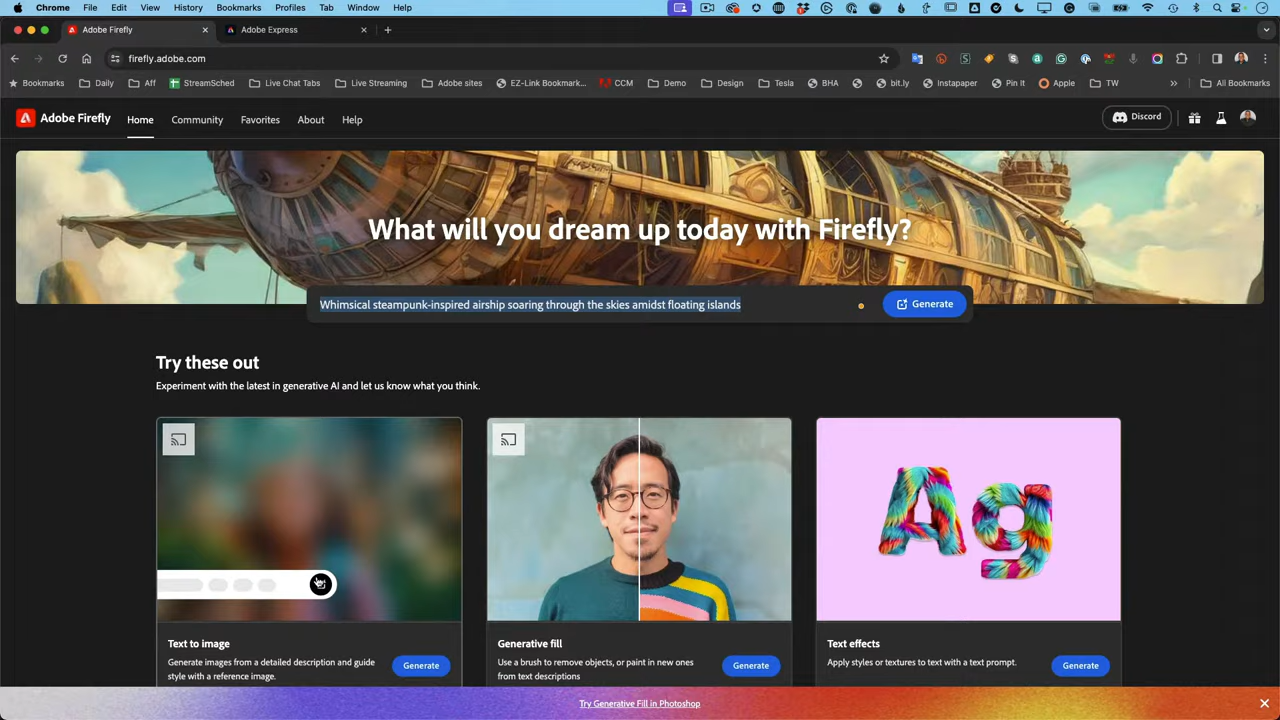 Chrome File Edit View History Bookmarks Profiles Tab Window Help
Adobe Firefly
Adobe Express
firefly.adobe.com
Bookmarks Daily Aff StreamSched Live Chat Tabs Live Streaming Adobe sites EZ-Link Bookmark... CCM Demo Design Tesla BHA bit.ly Instapaper Pin It Apple TW » All Bookmarks
Adobe Firefly Home Community Favorites About Help Discord
What will you dream up today with Firefly?
Whimsical steampunk-inspired airship soaring through the skies amidst floating islands Generate
Try these out
Experiment with the latest in generative AI and let us know what you think.
Ag
Text to image
Generate images from a detailed description and guide
style with a reference image.
Generate
Generative fill
Use a brush to remove objects, or paint in new ones
from text descriptions
Generate
Text effects
Apply styles or textures to text with a text prompt.
Generate
Try Generative Fill in Photoshop